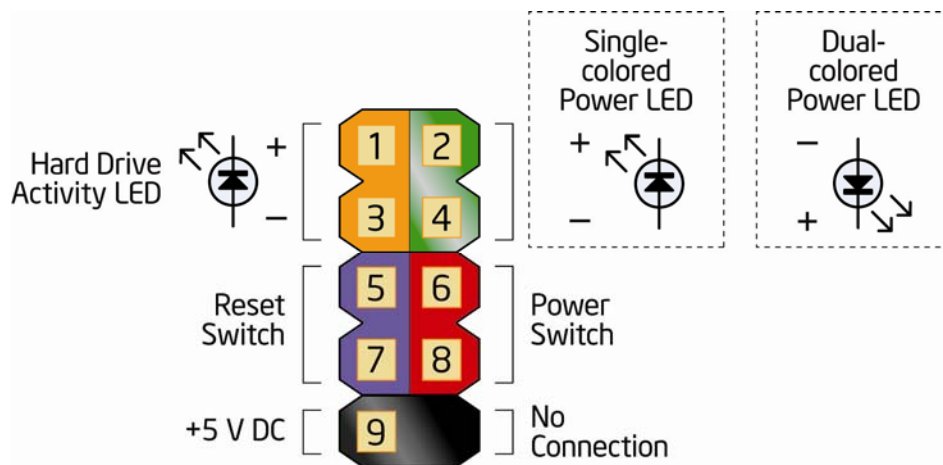 Single-
colored
Power LED
Dual-
colored
Power LED
Hard Drive
Activity LED
+
−
1 2
3 4
+
−
−
+
Reset
Switch
5 6
7 8
Power
Switch
+5 V DC
9
No
Connection